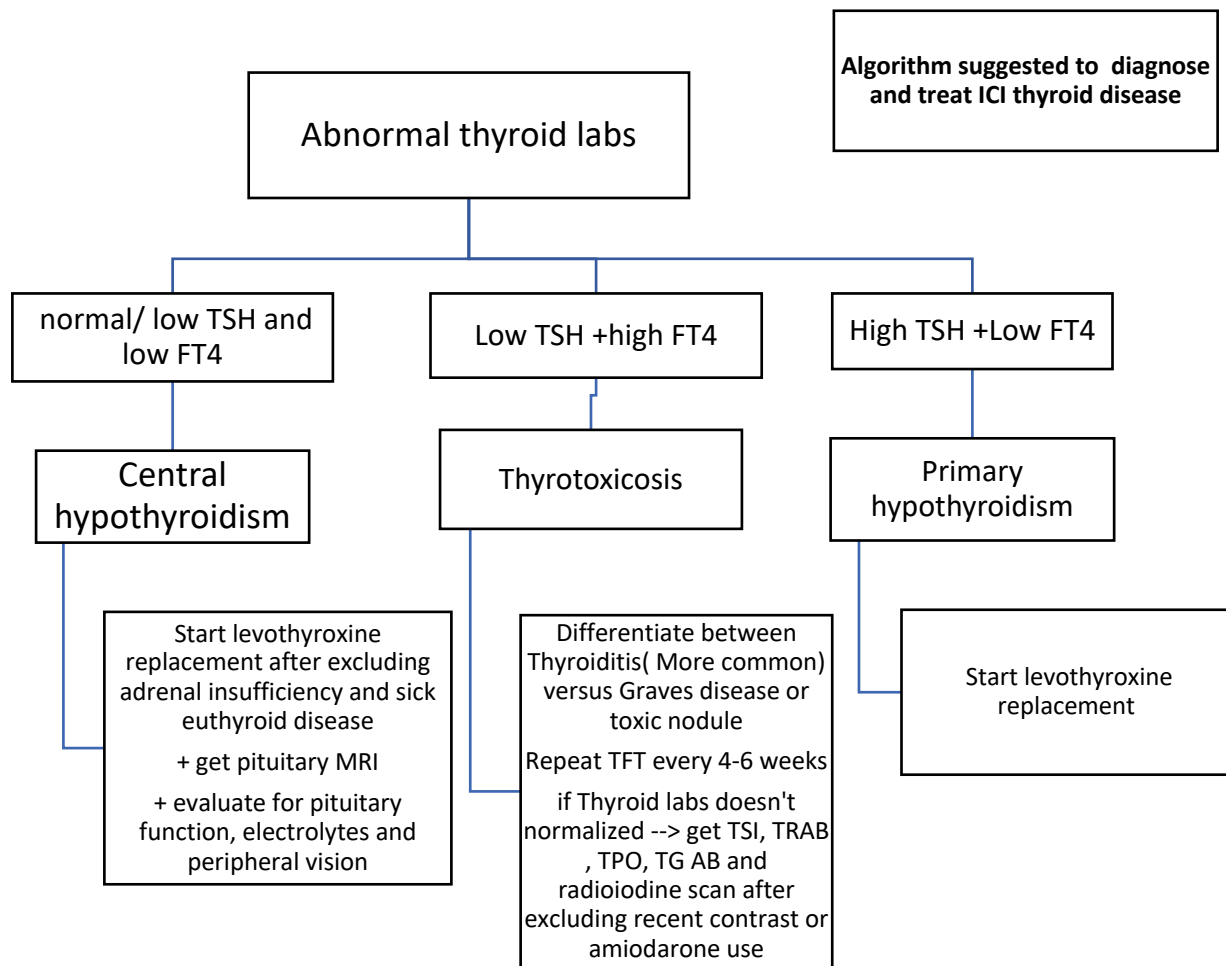 Algorithm suggested to  diagnose
and treat ICI thyroid disease
Abnormal thyroid labs
normal/ low TSH and
low FT4
Low TSH +high FT4
High TSH +Low FT4
Central
hypothyroidism
Thyrotoxicosis
Primary
hypothyroidism
Start levothyroxine
replacement after excluding
adrenal insufficiency and sick
euthyroid disease
+ get pituitary MRI
+ evaluate for pituitary
function, electrolytes and
peripheral vision
Differentiate between
Thyroiditis( More common)
versus Graves disease or
toxic nodule
Repeat TFT every 4-6 weeks
if Thyroid labs doesn't
normalized --> get TSI, TRAB
, TPO, TG AB and
radioiodine scan after
excluding recent contrast or
amiodarone use
Start levothyroxine
replacement